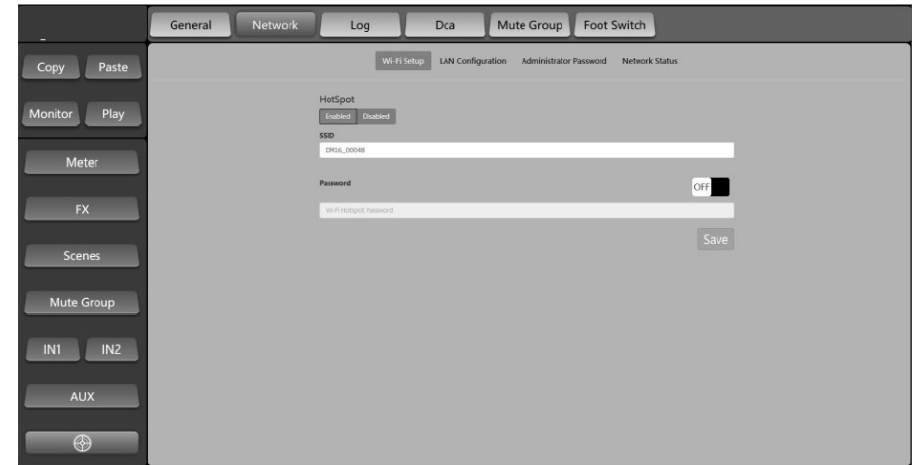 General Network Log Dca Mute Group Foot Switch
Copy Paste
Wi-Fi Setup LAN Configuration Administrator Password Network Status
Monitor Play
HotSpot
Enabled Disabled
SSID
DR16_00048
Meter
Password
OFF
FX
Wi-Fi Hotspot Password
Save
Scenes
Mute Group
IN1 IN2
AUX